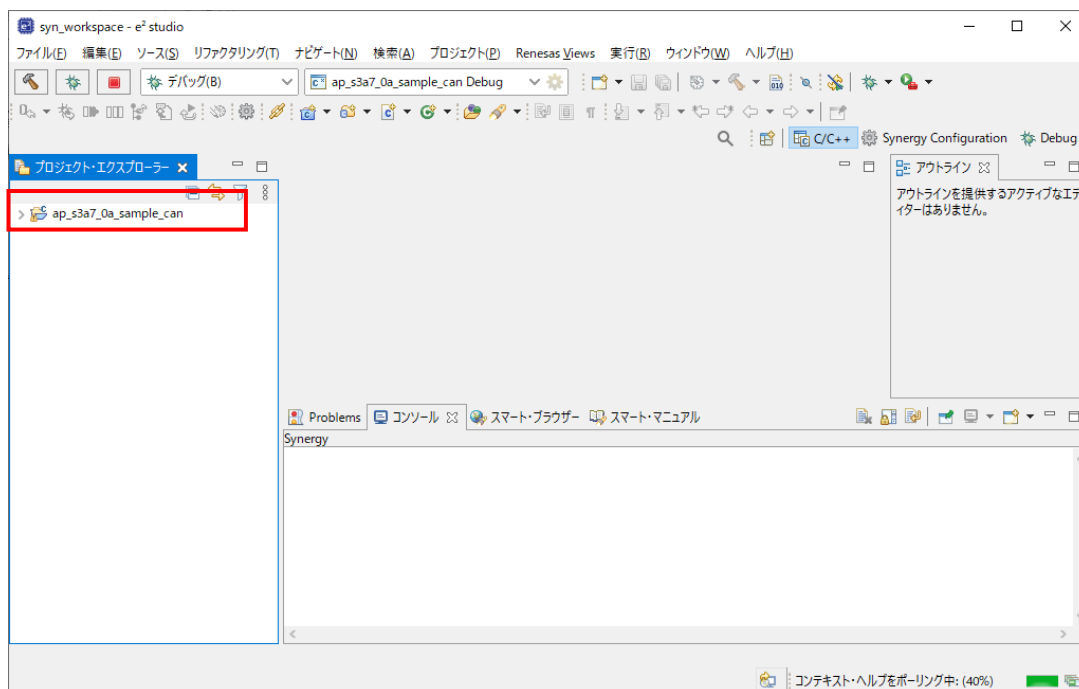 syn_workspace - e² studio
ファイル(F) 編集(E) ソース(S) リファクタリング(T) ナビゲート(N) 検索(A) プロジェクト(P) Renesas Views 実行(R) ウィンドウ(W) ヘルプ(H)
デバッグ(B) ap_s3a7_0a_sample_can Debug
C/C++ Synergy Configuration Debug
プロジェクト・エクスプローラー アウトライン
アウトラインを提供するアクティブなエデ
ィターはありません。
ap_s3a7_0a_sample_can
Problems コンソール スマート・ブラウザー スマート・マニュアル
Synergy
コンテキスト・ヘルプをポーリング中: (40%)